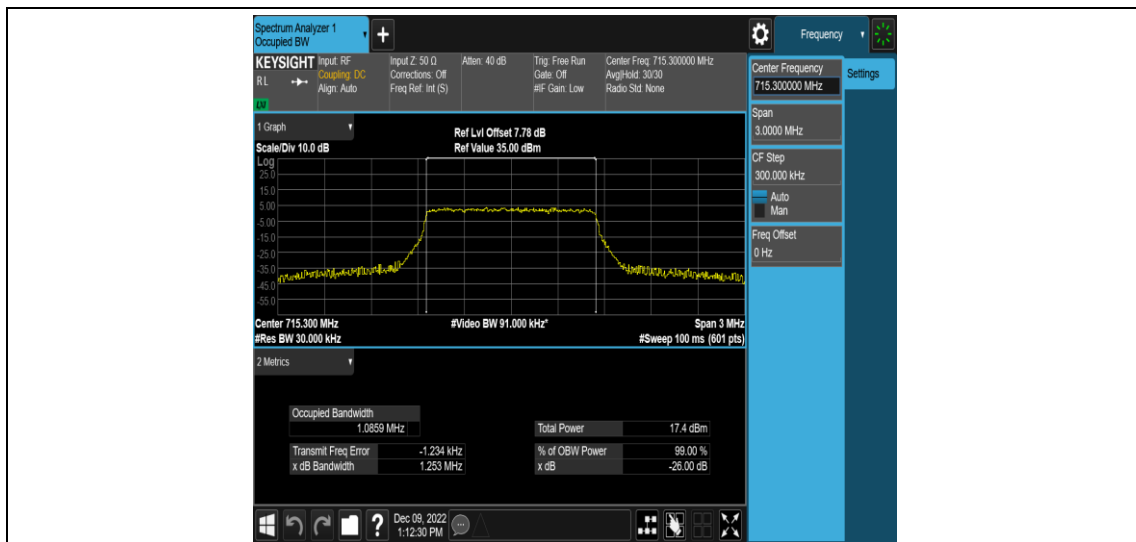 Spectrum Analyzer 1
Occupied BW
Frequency
KEYSIGHT
R L
LXI
Input: RF
Coupling: DC
Align: Auto
Input Z: 50 Ω
Corrections: Off
Freq Ref: Int (S)
Atten: 40 dB
Trig: Free Run
Gate: Off
#IF Gain: Low
Center Freq: 715.300000 MHz
Avg|Hold: 30/30
Radio Std: None
Center Frequency
715.300000 MHz
Settings
Span
3.0000 MHz
CF Step
300.000 kHz
Auto
Man
Freq Offset
0 Hz
1 Graph
Scale/Div 10.0 dB
Ref Lvl Offset 7.78 dB
Ref Value 35.00 dBm
Log
25.0
15.0
5.00
-5.00
-15.0
-25.0
-35.0
-45.0
-55.0
Center 715.300 MHz
#Video BW 91.000 kHz*
Span 3 MHz
#Res BW 30.000 kHz
#Sweep 100 ms (601 pts)
2 Metrics
Occupied Bandwidth
1.0859 MHz
Total Power 17.4 dBm
Transmit Freq Error -1.234 kHz
% of OBW Power 99.00 %
x dB Bandwidth 1.253 MHz
x dB -26.00 dB
?
Dec 09, 2022
1:12:30 PM